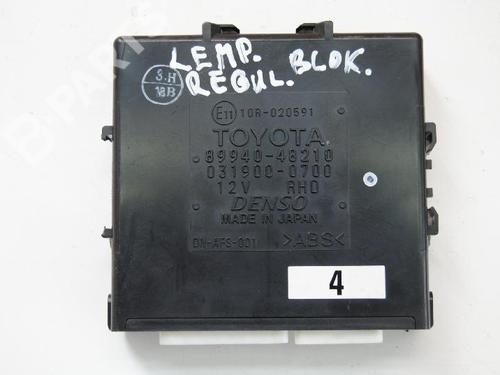 LEMP. BLOK.
REGUL.
S.H
18B
E11 10R-020591
TOYOTA
89940-48210
031900-0700
12V RHD
DENSO
MADE IN JAPAN
DN-AFS-001 >ABS<
4